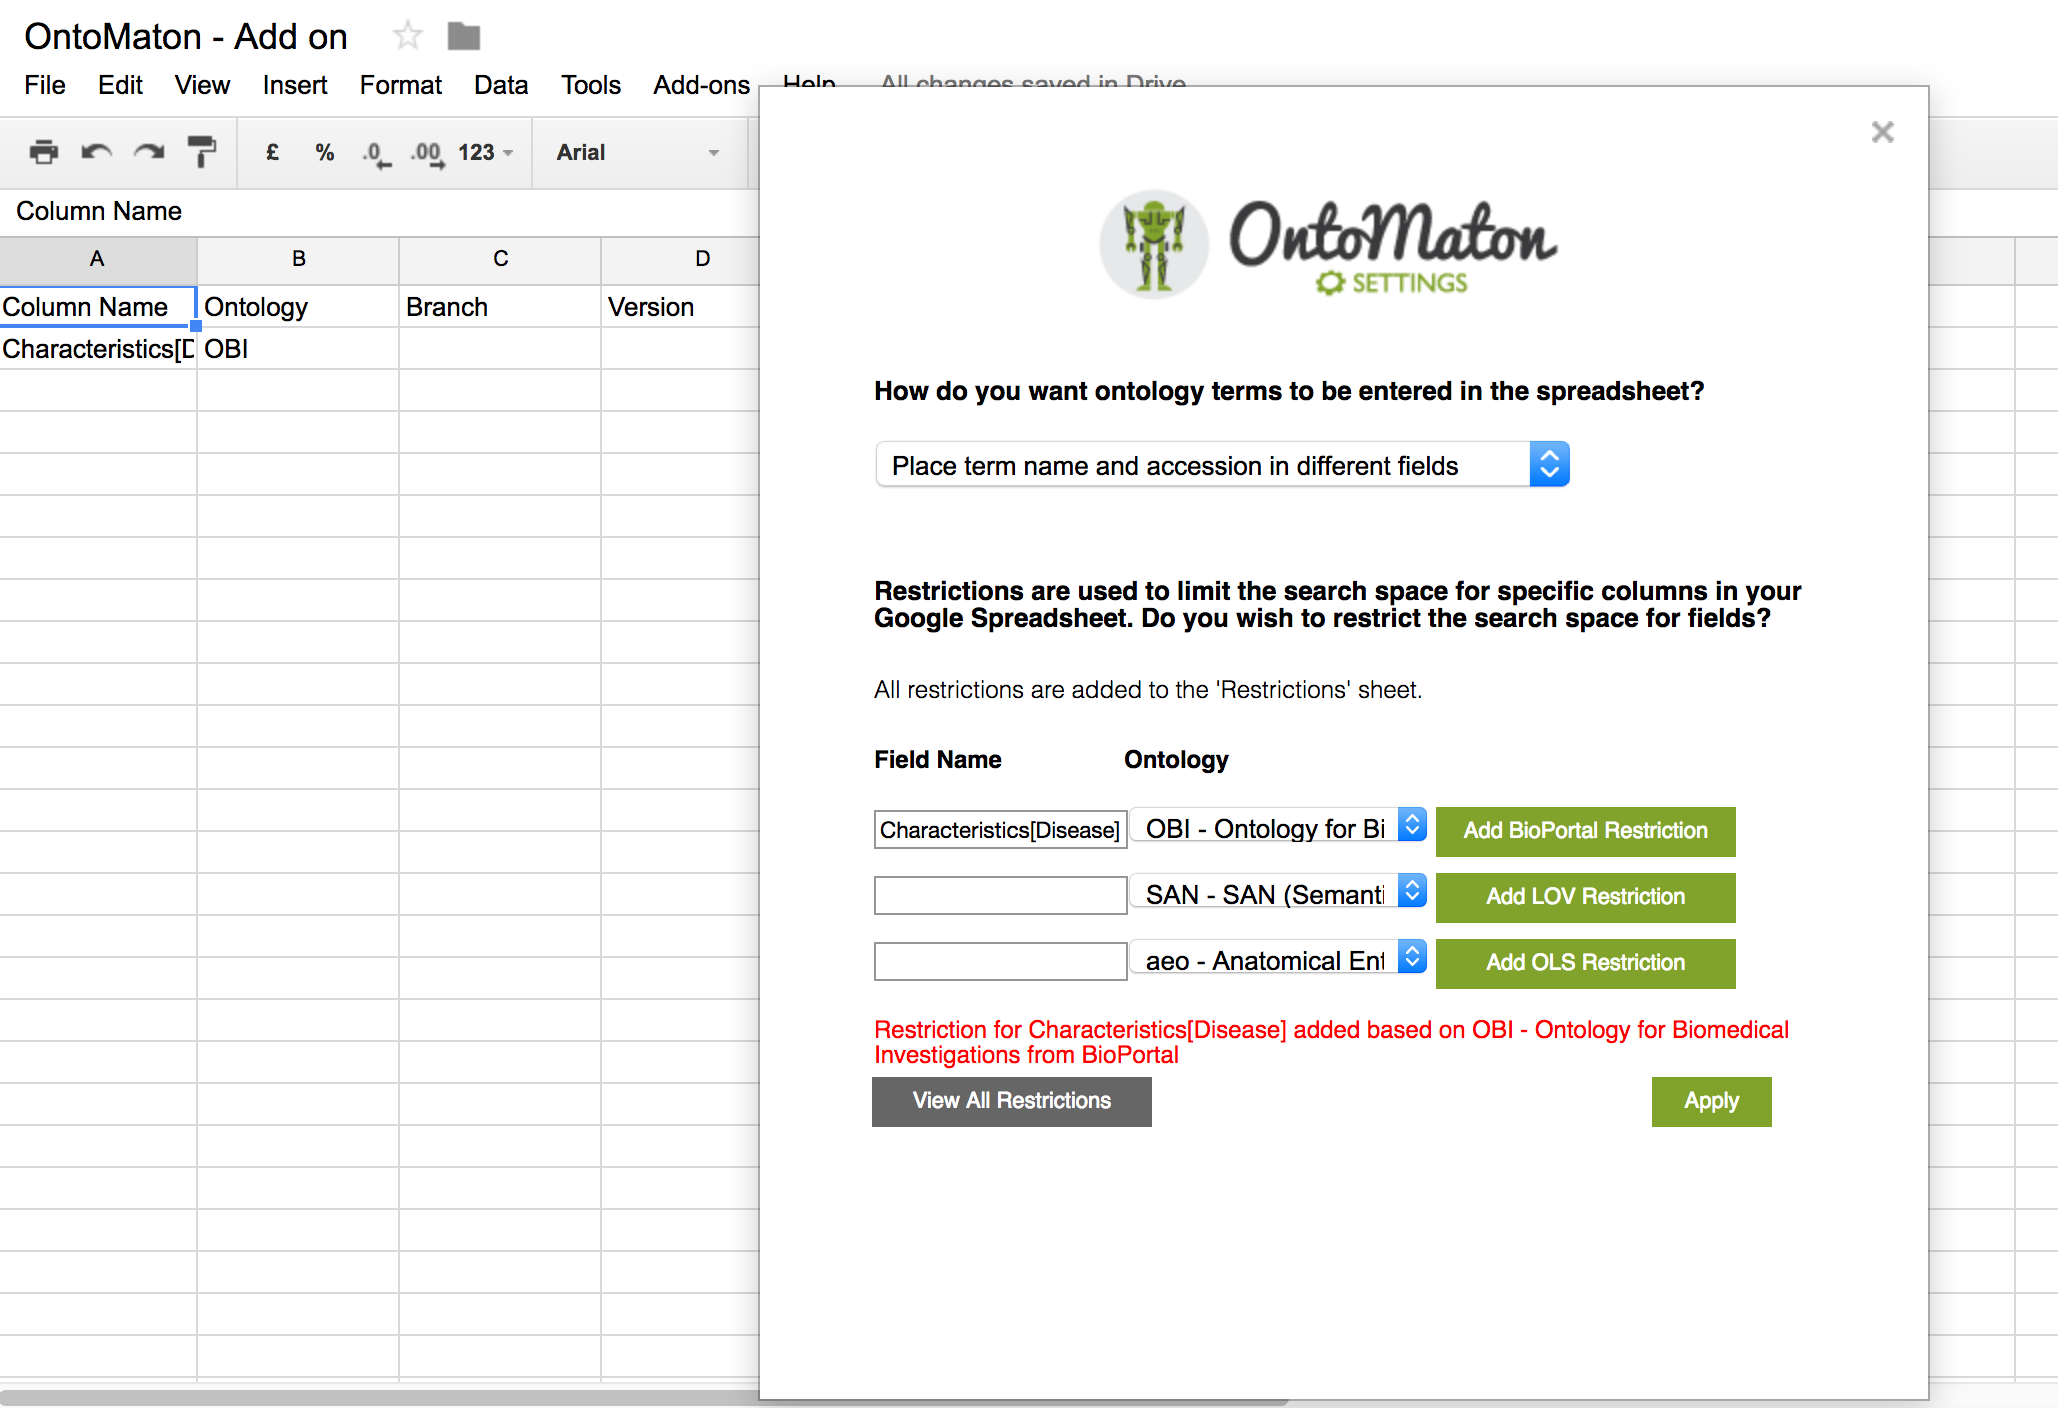 OntoMaton - Add on
File Edit View Insert Format Data Tools Add-ons Help All changes saved in Drive
£ % .0 .00 123 Arial
Column Name
A B C D
Column Name Ontology Branch Version
Characteristics[D OBI
OntoMaton
SETTINGS
How do you want ontology terms to be entered in the spreadsheet?
Place term name and accession in different fields
Restrictions are used to limit the search space for specific columns in your
Google Spreadsheet. Do you wish to restrict the search space for fields?
All restrictions are added to the 'Restrictions' sheet.
Field Name Ontology
Characteristics[Disease] OBI - Ontology for Bi Add BioPortal Restriction
SAN - SAN (Semanti Add LOV Restriction
aeo - Anatomical Ent Add OLS Restriction
Restriction for Characteristics[Disease] added based on OBI - Ontology for Biomedical
Investigations from BioPortal
View All Restrictions Apply